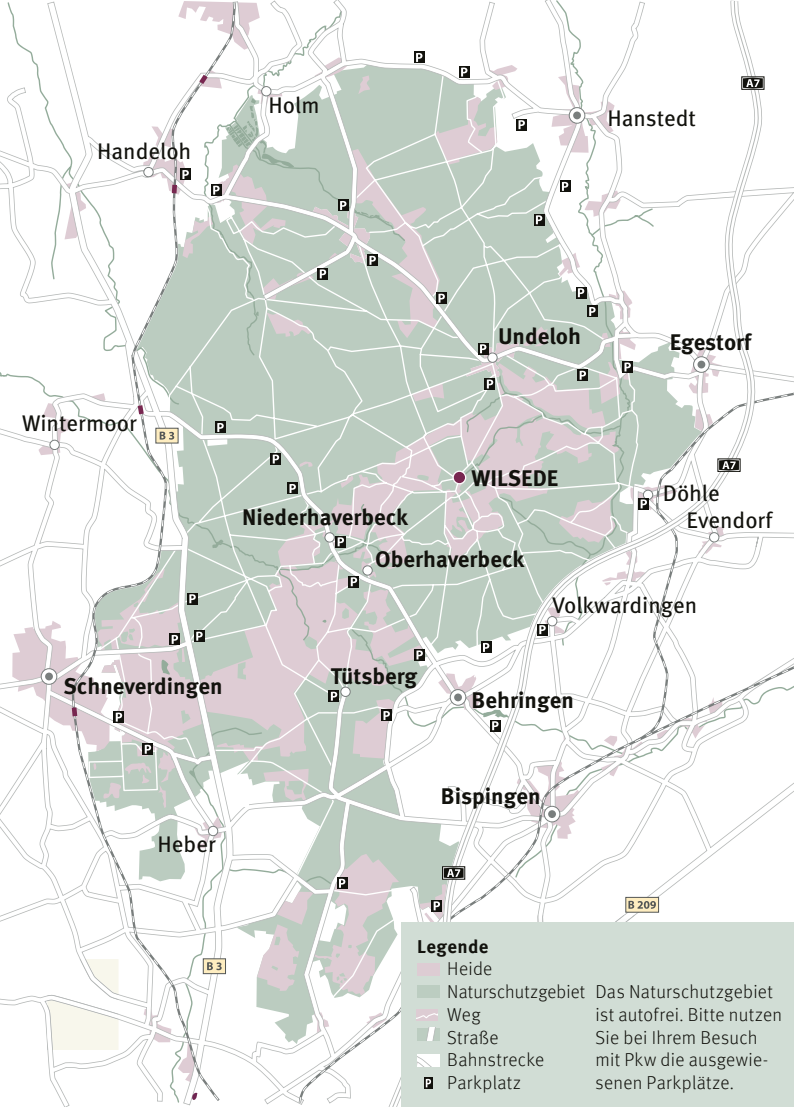 P
P
A7
Holm
Hanstedt
P
Handeloh
P
P
P
P
P
P
P
P
P
P
P
Undeloh
P
Egestorf
P
P
P
Wintermoor
P
B 3
P
A7
WILSEDE
P
Döhle
P
Niederhaverbeck
Evendorf
P
Oberhaverbeck
P
P
Volkwardingen
P
P
P
P
P
Tütsberg
Schneverdingen
P
Behringen
P
P
P
P
Bispingen
Heber
A7
P
P
B 209
B 3
Legende
Heide
Naturschutzgebiet
Weg
Straße
Bahnstrecke
P Parkplatz
Das Naturschutzgebiet
ist autofrei. Bitte nutzen
Sie bei Ihrem Besuch
mit Pkw die ausgewie-
senen Parkplätze.